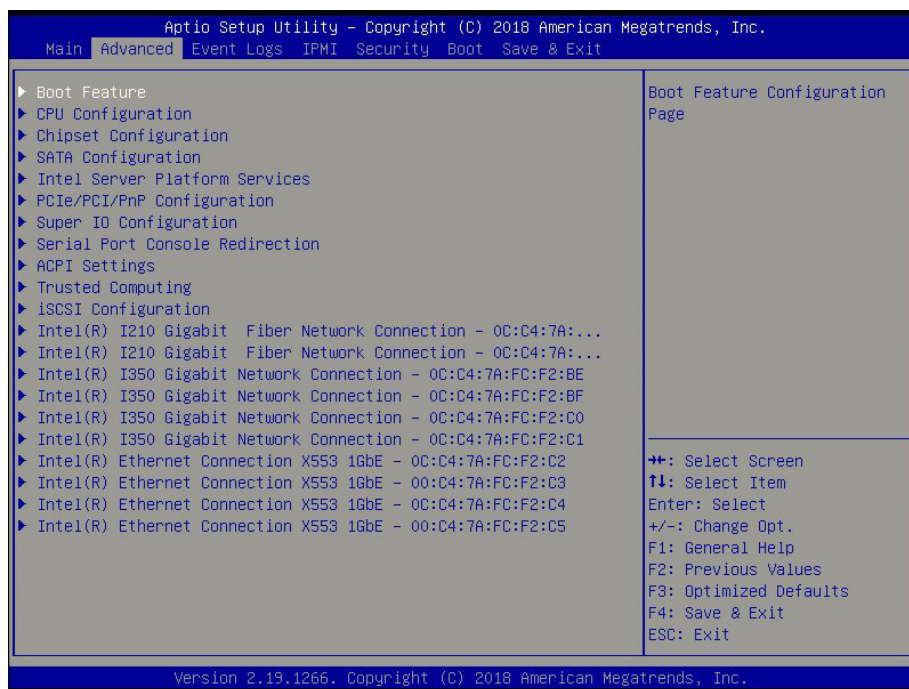 Aptio Setup Utility – Copyright (C) 2018 American Megatrends, Inc.
Main Advanced Event Logs IPMI Security Boot Save & Exit
▶ Boot Feature
▶ CPU Configuration
▶ Chipset Configuration
▶ SATA Configuration
▶ Intel Server Platform Services
▶ PCIe/PCI/PnP Configuration
▶ Super IO Configuration
▶ Serial Port Console Redirection
▶ ACPI Settings
▶ Trusted Computing
▶ iSCSI Configuration
▶ Intel(R) I210 Gigabit  Fiber Network Connection – 0C:C4:7A:...
▶ Intel(R) I210 Gigabit  Fiber Network Connection – 0C:C4:7A:...
▶ Intel(R) I350 Gigabit Network Connection – 0C:C4:7A:FC:F2:BE
▶ Intel(R) I350 Gigabit Network Connection – 0C:C4:7A:FC:F2:BF
▶ Intel(R) I350 Gigabit Network Connection – 0C:C4:7A:FC:F2:C0
▶ Intel(R) I350 Gigabit Network Connection – 0C:C4:7A:FC:F2:C1
▶ Intel(R) Ethernet Connection X553 1GbE – 0C:C4:7A:FC:F2:C2
▶ Intel(R) Ethernet Connection X553 1GbE – 00:C4:7A:FC:F2:C3
▶ Intel(R) Ethernet Connection X553 1GbE – 0C:C4:7A:FC:F2:C4
▶ Intel(R) Ethernet Connection X553 1GbE – 00:C4:7A:FC:F2:C5
Boot Feature Configuration
Page
→←: Select Screen
↑↓: Select Item
Enter: Select
+/-: Change Opt.
F1: General Help
F2: Previous Values
F3: Optimized Defaults
F4: Save & Exit
ESC: Exit
Version 2.19.1266. Copyright (C) 2018 American Megatrends, Inc.